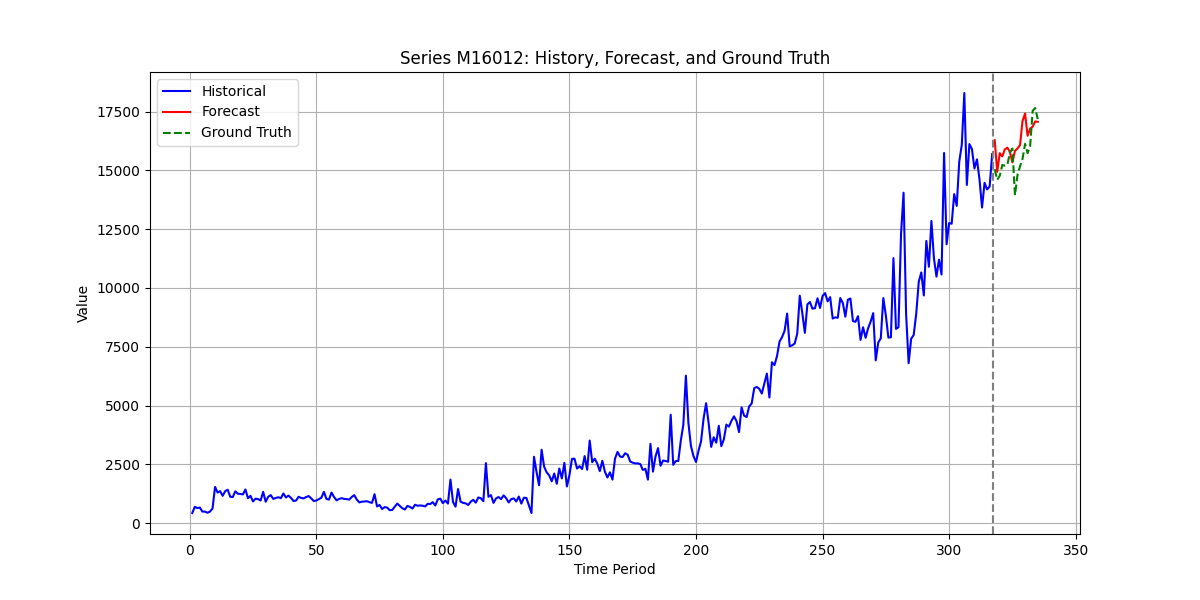 Series M16012: History, Forecast, and Ground Truth
Historical
Forecast
Ground Truth
17500
15000
12500
10000
7500
5000
2500
0
Value
0 50 100 150 200 250 300 350
Time Period